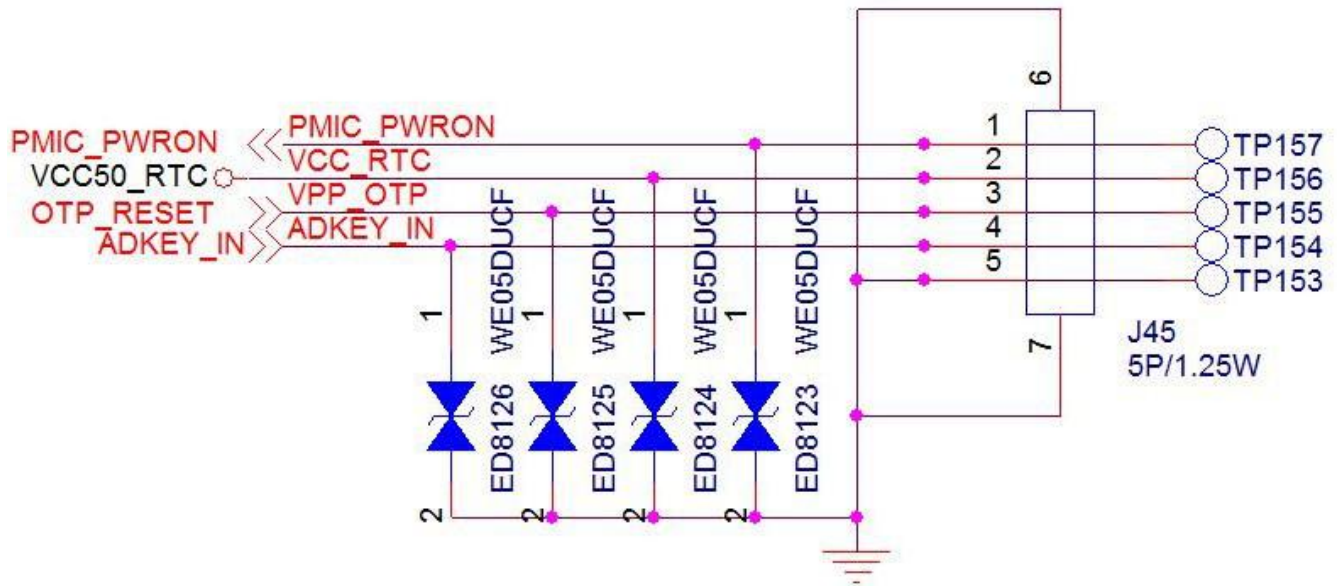 6
PMIC_PWRON
PMIC_PWRON
1
TP157
VCC50_RTC
VCC_RTC
2
TP156
OTP_RESET
VPP_OTP
3
TP155
ADKEY_IN
ADKEY_IN
4
TP154
5
TP153
WE05DUCF
WE05DUCF
WE05DUCF
WE05DUCF
1
1
1
1
7
J45
5P/1.25W
ED8126
ED8125
ED8124
ED8123
2
2
2
2